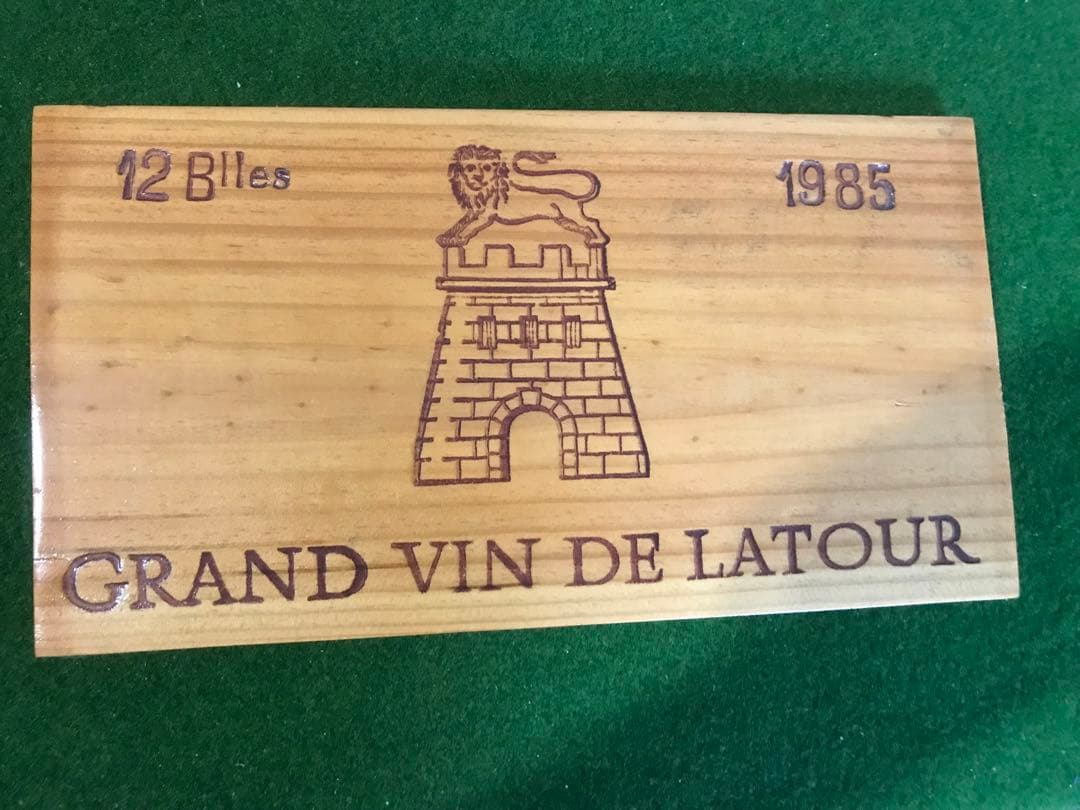 12 Blles
1985
GRAND VIN DE LATOUR